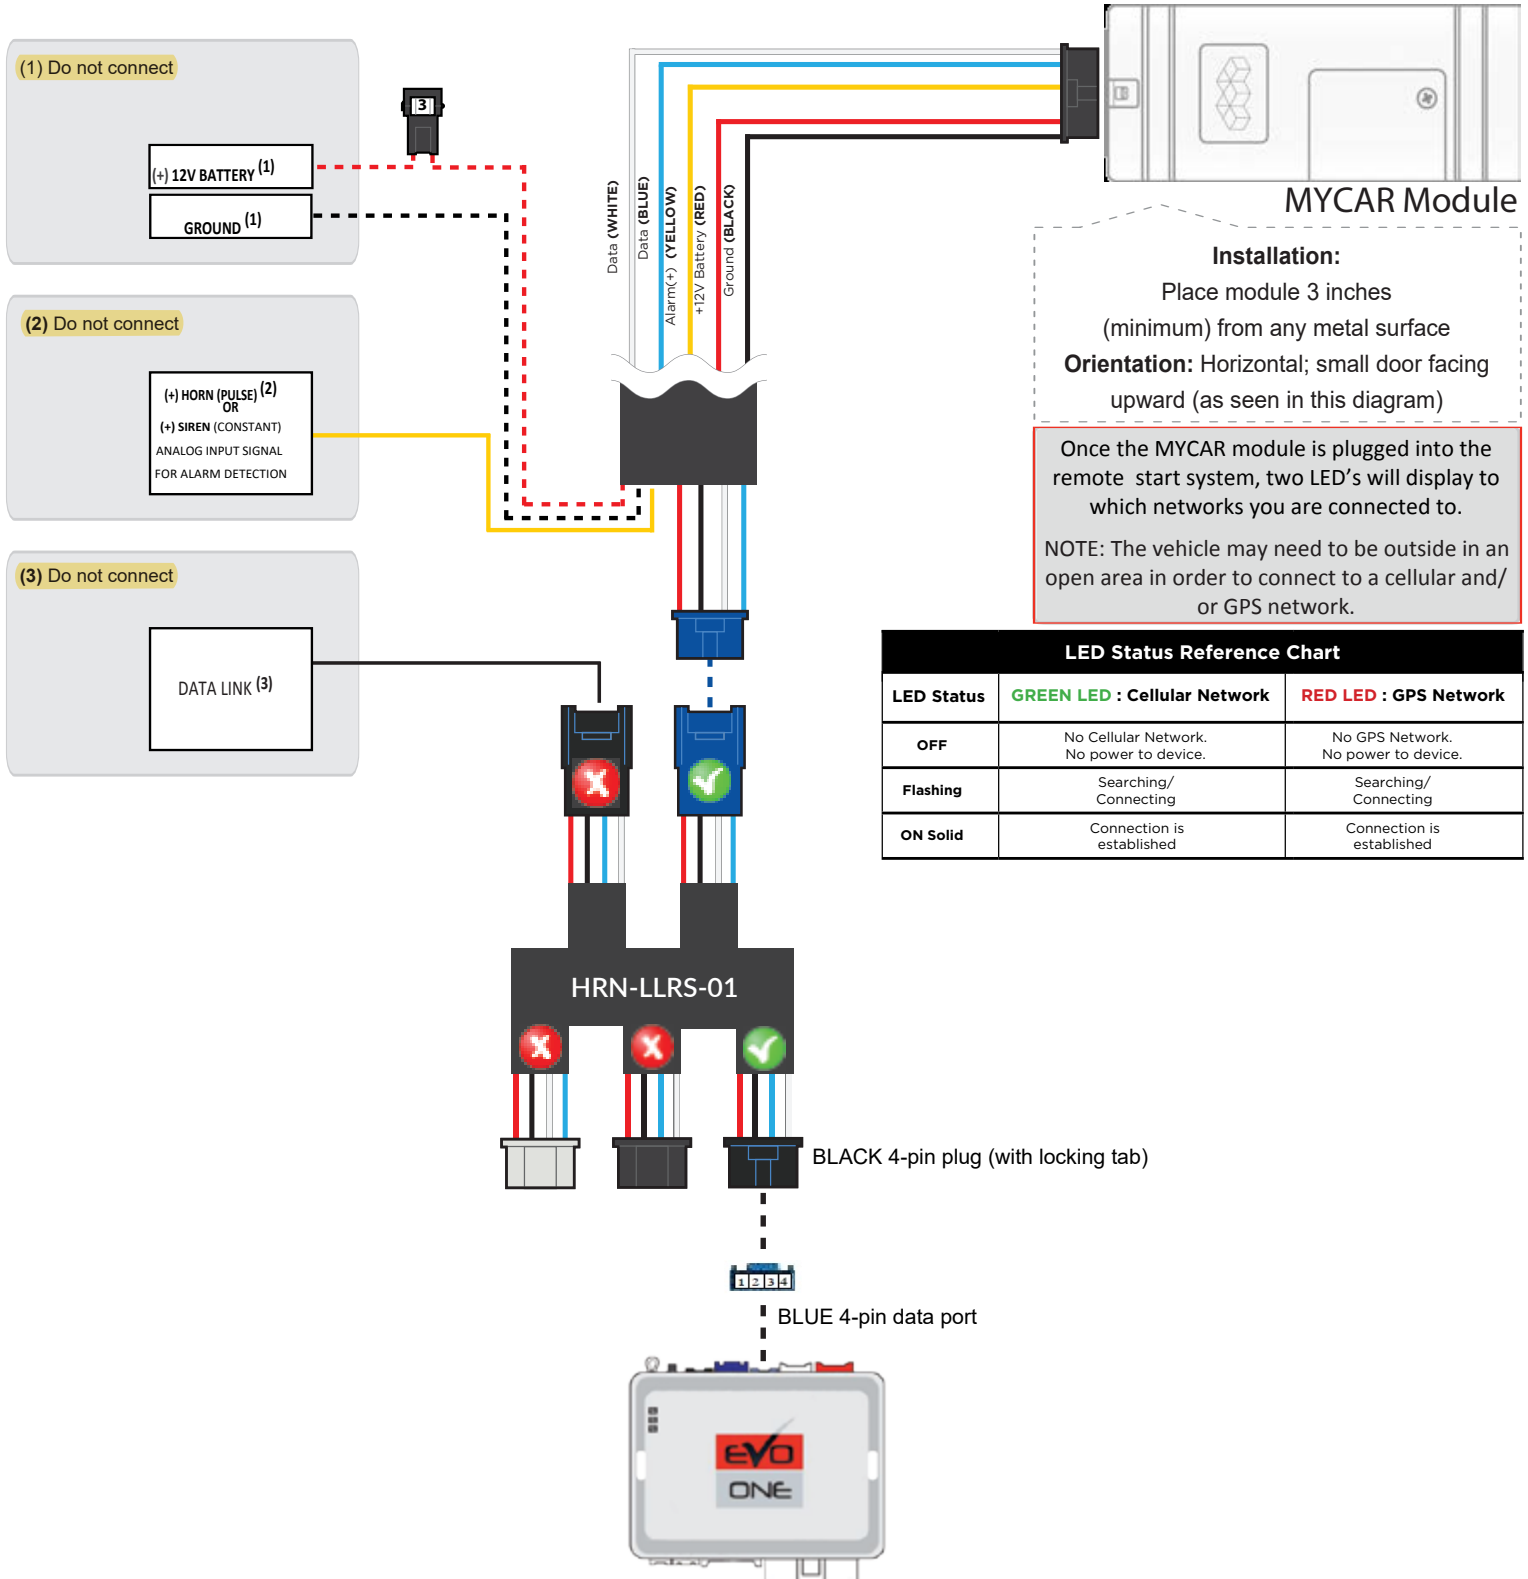 (1) Do not connect
(+) 12V BATTERY (1)
GROUND (1)
3
(2) Do not connect
(+) HORN (PULSE) (2)
OR
(+) SIREN (CONSTANT)
ANALOG INPUT SIGNAL
FOR ALARM DETECTION
(3) Do not connect
DATA LINK (3)
Data (WHITE)
Data (BLUE)
Alarm(+) (YELLOW)
+12V Battery (RED)
Ground (BLACK)
MYCAR Module
Installation:
Place module 3 inches
(minimum) from any metal surface
Orientation: Horizontal; small door facing
upward (as seen in this diagram)
Once the MYCAR module is plugged into the
remote start system, two LED's will display to
which networks you are connected to.
NOTE: The vehicle may need to be outside in an
open area in order to connect to a cellular and/
or GPS network.
LED Status Reference Chart
LED Status GREEN LED : Cellular Network RED LED : GPS Network
OFF
No Cellular Network.
No power to device.
No GPS Network.
No power to device.
Flashing
Searching/
Connecting
Searching/
Connecting
ON Solid
Connection is
established
Connection is
established
HRN-LLRS-01
BLACK 4-pin plug (with locking tab)
1 2 3 4
BLUE 4-pin data port
EVO
ONE